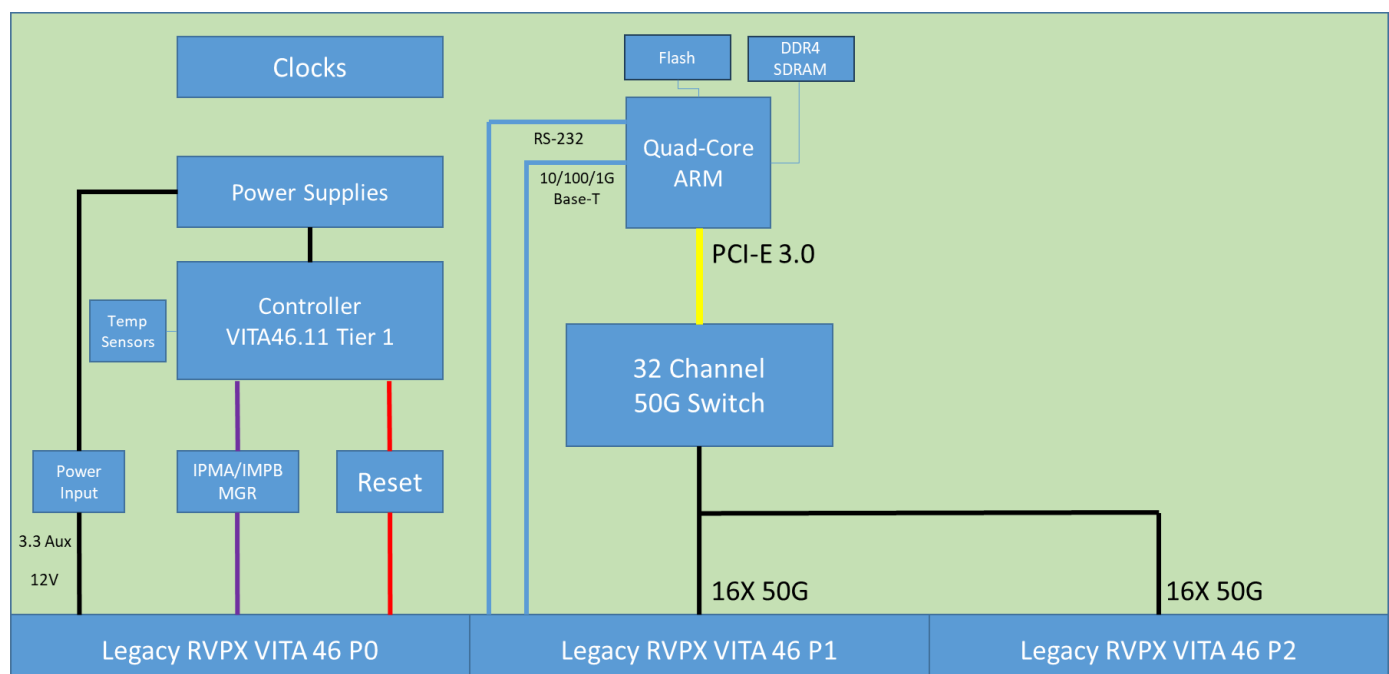 Clocks
Flash
DDR4
SDRAM
RS-232
Quad-Core
ARM
10/100/1G
Base-T
Power Supplies
PCI-E 3.0
Controller
VITA46.11 Tier 1
Temp
Sensors
32 Channel
50G Switch
Power
Input
IPMA/IMPB
MGR
Reset
3.3 Aux
12V
16X 50G
16X 50G
Legacy RVPX VITA 46 P0
Legacy RVPX VITA 46 P1
Legacy RVPX VITA 46 P2